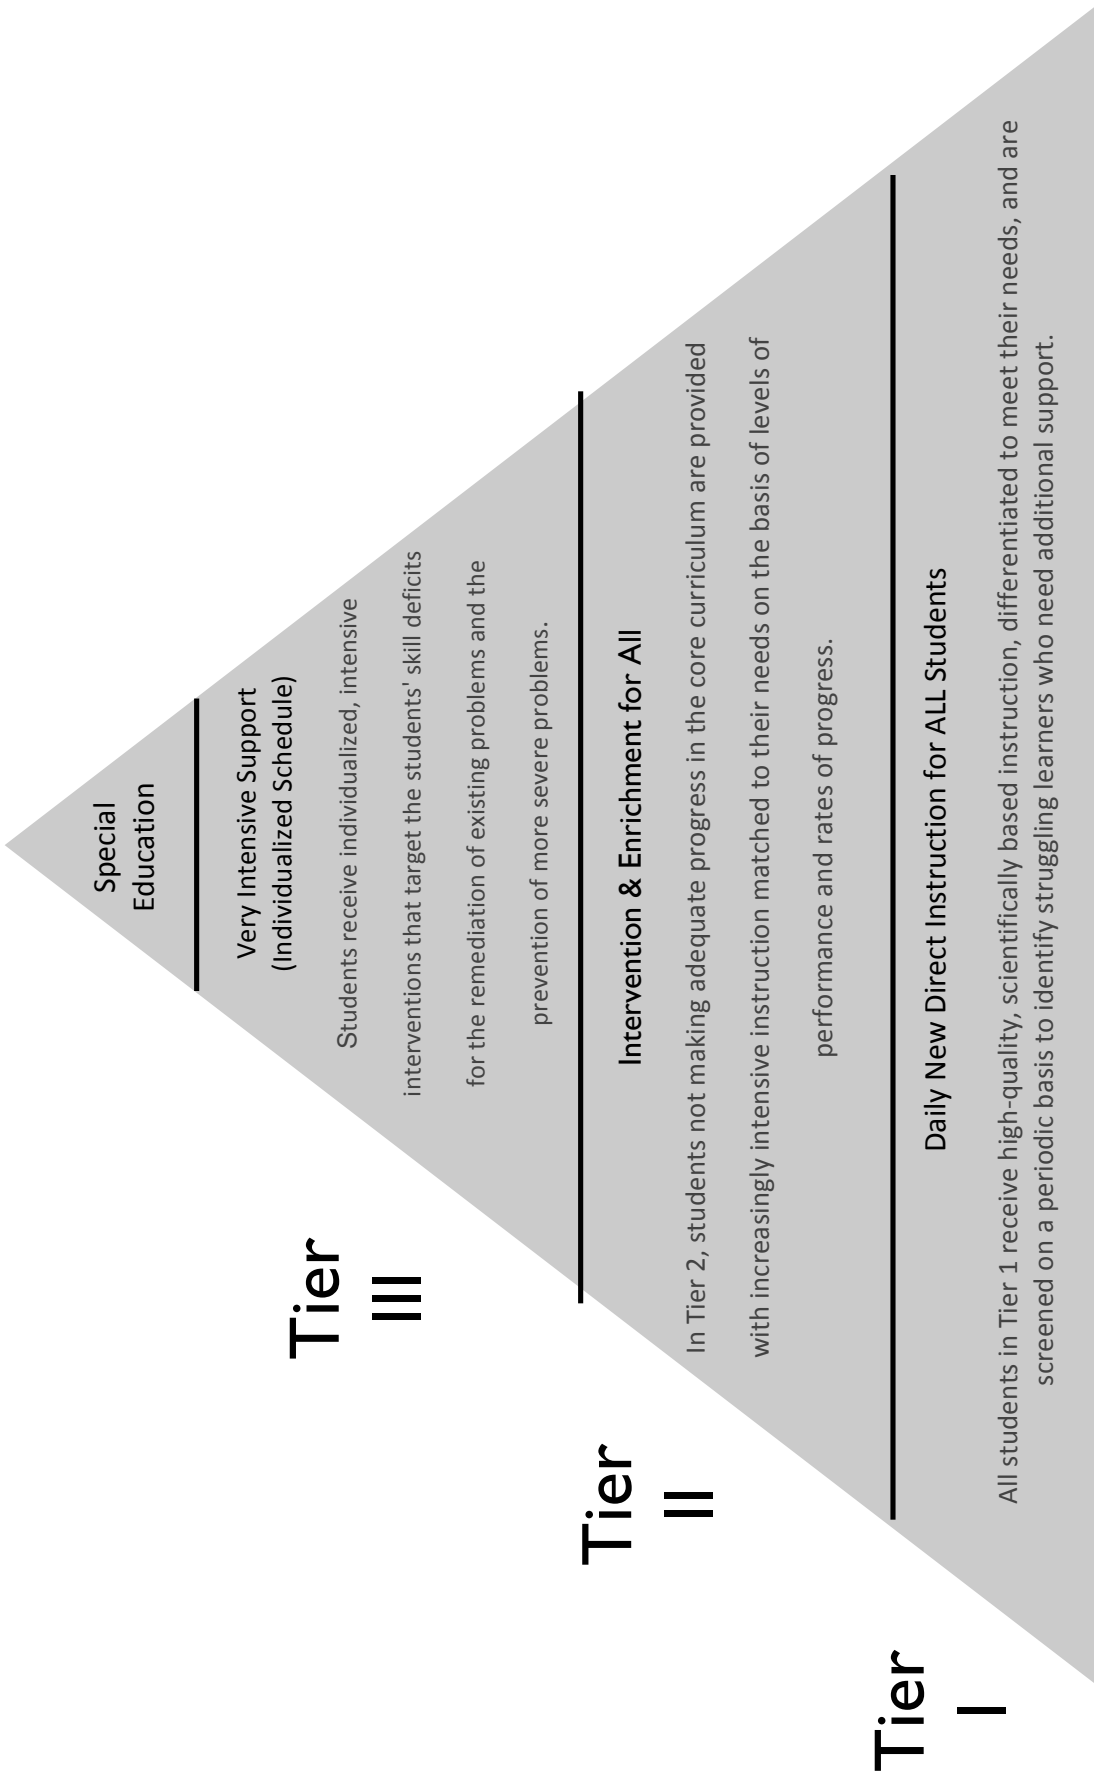 Special
Education
Very Intensive Support
(Individualized Schedule)
Students receive individualized, intensive
interventions that target the students' skill deficits
for the remediation of existing problems and the
prevention of more severe problems.
Tier
III
Intervention & Enrichment for All
In Tier 2, students not making adequate progress in the core curriculum are provided
with increasingly intensive instruction matched to their needs on the basis of levels of
performance and rates of progress.
Tier
II
Daily New Direct Instruction for ALL Students
All students in Tier 1 receive high-quality, scientifically based instruction, differentiated to meet their needs, and are
screened on a periodic basis to identify struggling learners who need additional support.
Tier
I